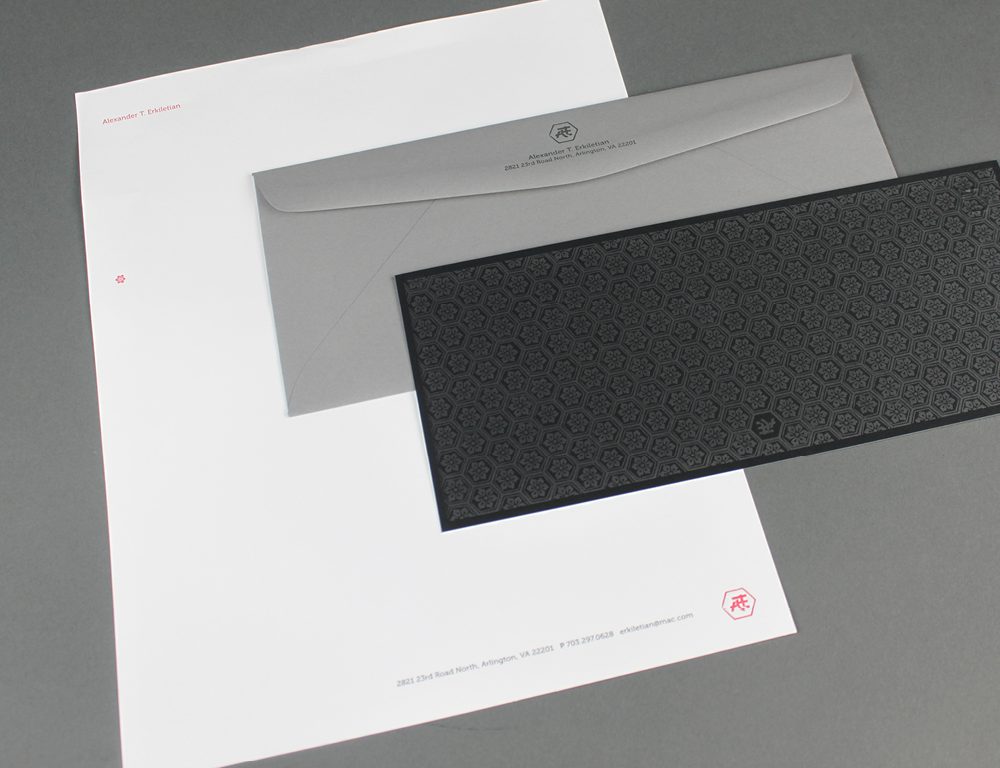 Alexander T. Erkiletian
Alexander T. Erkiletian
2821 23rd Road North, Arlington, VA 22201
2821 23rd Road North, Arlington, VA 22201 P 703 297.0628 erkiletian@mac.com